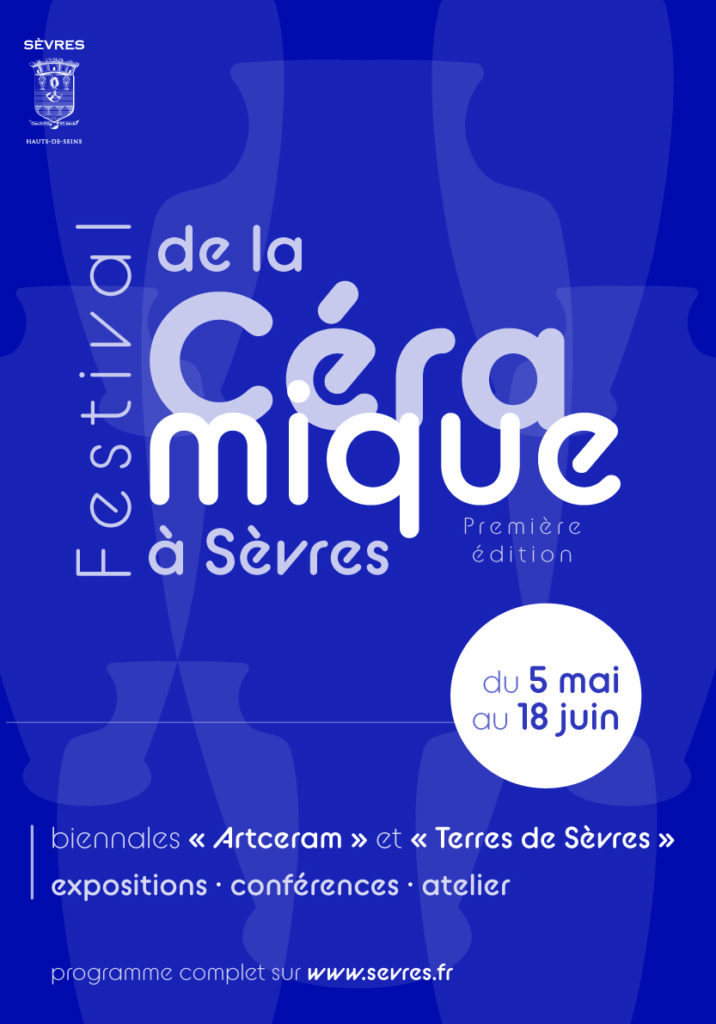 SÈVRES
HAUTS-DE-SEINE
Festival
de la
Céra
mique
à Sèvres
Première
édition
du 5 mai
au 18 juin
biennales « Artceram » et « Terres de Sèvres »
expositions · conférences · atelier
programme complet sur www.sevres.fr